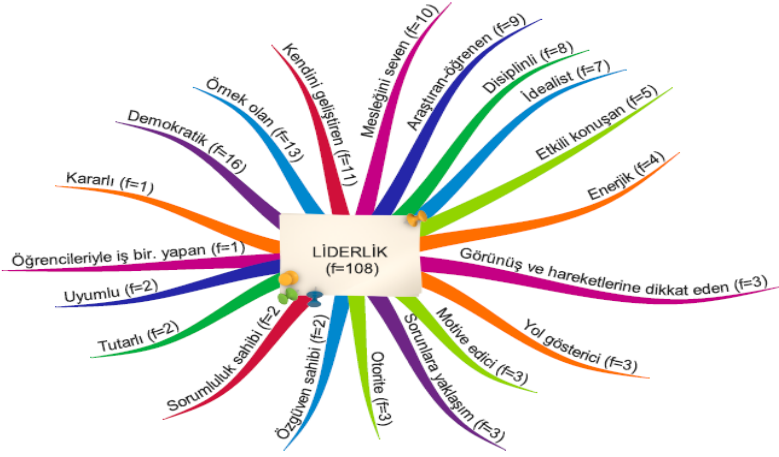 LİDERLİK
(f=108)
Demokratik (f=16)
Örnek olan (f=13)
Kendini geliştiren (f=11)
Mesleğini seven (f=10)
Araştıran-öğrenen (f=9)
Disiplinli (f=8)
İdealist (f=7)
Etkili konuşan (f=5)
Enerjik (f=4)
Görünüş ve hareketlerine dikkat eden (f=3)
Yol gösterici (f=3)
Motive edici (f=3)
Sorunlara yaklaşım (f=3)
Otorite (f=3)
Özgüven sahibi (f=2)
Sorumluluk sahibi (f=2
Tutarlı (f=2)
Uyumlu (f=2)
Öğrencileriyle iş bir. yapan (f=1)
Kararlı (f=1)